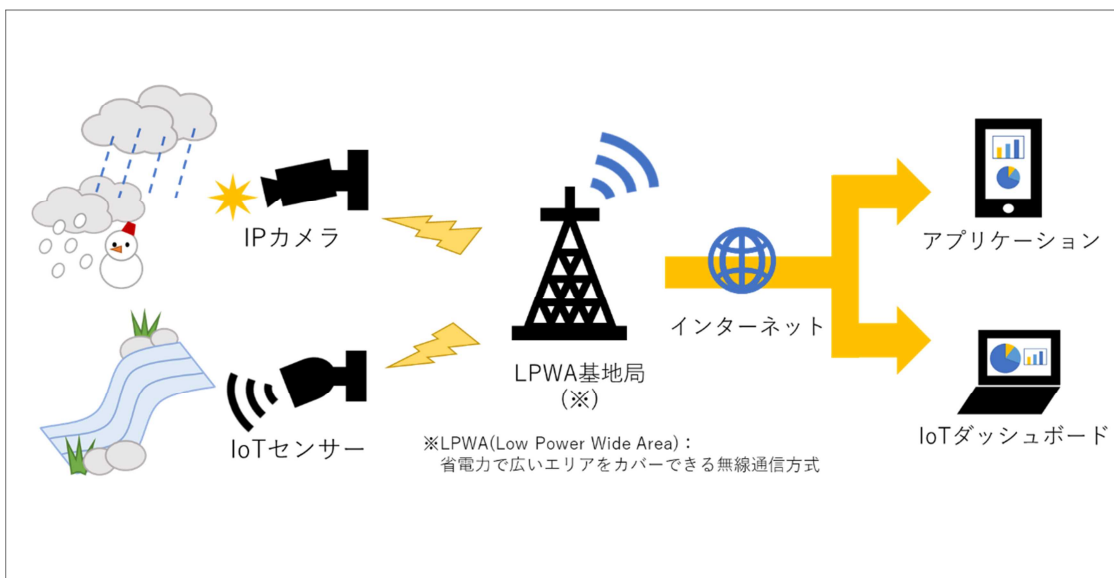 IPカメラ
IoTセンサー
LPWA基地局
(※)
※LPWA(Low Power Wide Area)：
省電力で広いエリアをカバーできる無線通信方式
インターネット
アプリケーション
IoTダッシュボード